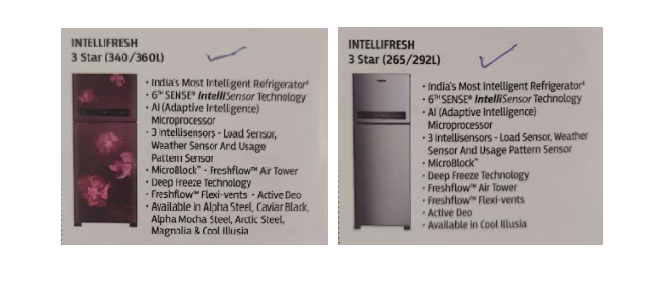 INTELLIFRESH
3 Star (340/360L)
• India's Most Intelligent Refrigerator#
• 6TH SENSE® IntelliSensor Technology
• AI (Adaptive Intelligence)
Microprocessor
• 3 Intellisensors - Load Sensor,
Weather Sensor And Usage
Pattern Sensor
• MicroBlock™ - Freshflow™ Air Tower
• Deep Freeze Technology
• Freshflow™ Flexi-vents - Active Deo
• Available in Alpha Steel, Caviar Black,
Alpha Mocha Steel, Arctic Steel,
Magnolia & Cool Illusia
INTELLIFRESH
3 Star (265/292L)
• India's Most Intelligent Refrigerator#
• 6TH SENSE® IntelliSensor Technology
• AI (Adaptive Intelligence)
Microprocessor
• 3 Intellisensors - Load Sensor, Weather
Sensor And Usage Pattern Sensor
• MicroBlock™
• Deep Freeze Technology
• Freshflow™ Air Tower
• Freshflow™ Flexi-vents
• Active Deo
• Available in Cool Illusia